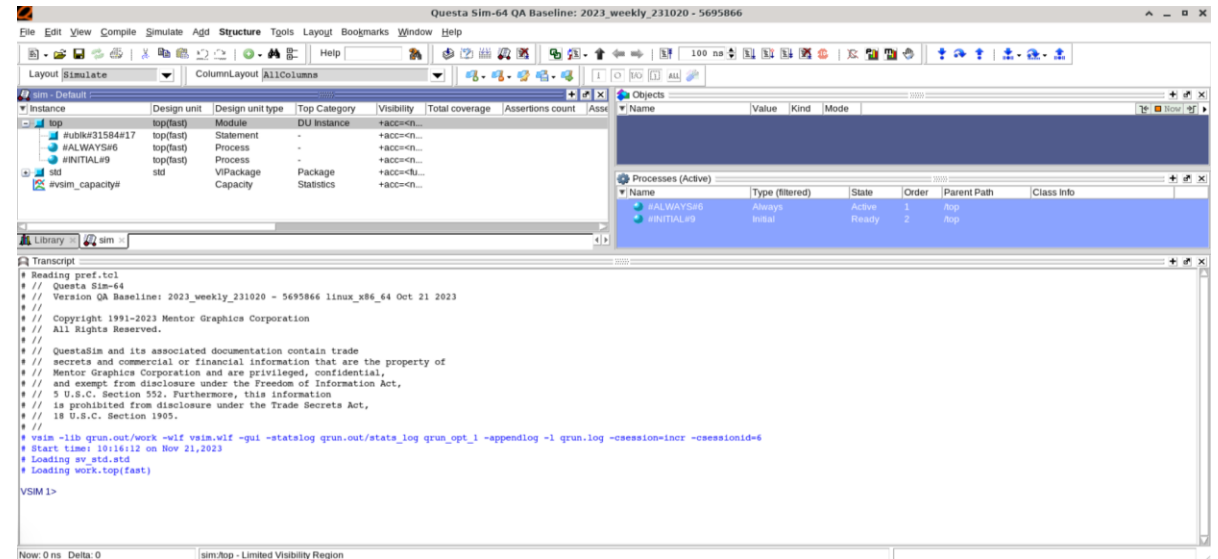 Questa Sim-64 QA Baseline: 2023_weekly_231020 - 5695866
File Edit View Compile Simulate Add Structure Tools Layout Bookmarks Window Help
Help 100 ns
Layout Simulate ColumnLayout AllColumns
sim - Default
Instance Design unit Design unit type Top Category Visibility Total coverage Assertions count Asse
top top(fast) Module DU Instance +acc=<n...
#ublk#31584#17 top(fast) Statement - +acc=<n...
#ALWAYS#6 top(fast) Process - +acc=<n...
#INITIAL#9 top(fast) Process - +acc=<n...
std std VIPackage Package +acc=<fu...
#vsim_capacity# Capacity Statistics +acc=<n...
Library sim
Objects
Name Value Kind Mode Now
Processes (Active)
Name Type (filtered) State Order Parent Path Class Info
#ALWAYS#6 Always Active 1 /top
#INITIAL#9 Initial Ready 2 /top
Transcript
# Reading pref.tcl
# // Questa Sim-64
# // Version QA Baseline: 2023_weekly_231020 - 5695866 linux_x86_64 Oct 21 2023
# //
# // Copyright 1991-2023 Mentor Graphics Corporation
# // All Rights Reserved.
# //
# // QuestaSim and its associated documentation contain trade
# // secrets and commercial or financial information that are the property of
# // Mentor Graphics Corporation and are privileged, confidential,
# // and exempt from disclosure under the Freedom of Information Act,
# // 5 U.S.C. Section 552. Furthermore, this information
# // is prohibited from disclosure under the Trade Secrets Act,
# // 18 U.S.C. Section 1905.
# //
# vsim -lib qrun.out/work -wlf vsim.wlf -gui -statslog qrun.out/stats_log qrun_opt_1 -appendlog -l qrun.log -csession=incr -csessionid=6
# Start time: 10:16:12 on Nov 21,2023
# Loading sv_std.std
# Loading work.top(fast)
VSIM 1>
Now: 0 ns Delta: 0 sim:/top - Limited Visibility Region